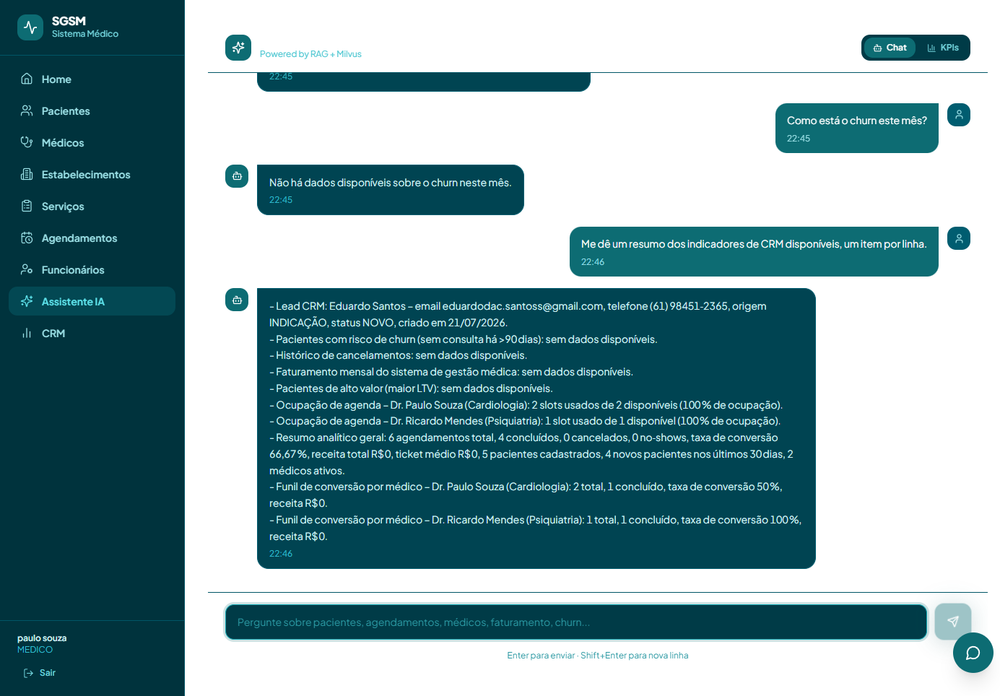 SGSM
Sistema Médico
Home
Pacientes
Médicos
Estabelecimentos
Serviços
Agendamentos
Funcionários
Assistente IA
CRM
paulo souza
MEDICO
Sair
Powered by RAG + Milvus
Chat
KPIs
22:45
Como está o churn este mês?
22:45
Não há dados disponíveis sobre o churn neste mês.
22:45
Me dê um resumo dos indicadores de CRM disponíveis, um item por linha.
22:46
- Lead CRM: Eduardo Santos – email eduardodac.santoss@gmail.com, telefone (61) 98451-2365, origem
INDICAÇÃO, status NOVO, criado em 21/07/2026.
- Pacientes com risco de churn (sem consulta há >90 dias): sem dados disponíveis.
- Histórico de cancelamentos: sem dados disponíveis.
- Faturamento mensal do sistema de gestão médica: sem dados disponíveis.
- Pacientes de alto valor (maior LTV): sem dados disponíveis.
- Ocupação de agenda – Dr. Paulo Souza (Cardiologia): 2 slots usados de 2 disponíveis (100 % de ocupação).
- Ocupação de agenda – Dr. Ricardo Mendes (Psiquiatria): 1 slot usado de 1 disponível (100 % de ocupação).
- Resumo analítico geral: 6 agendamentos total, 4 concluídos, 0 cancelados, 0 no-shows, taxa de conversão
66,67 %, receita total R$ 0, ticket médio R$ 0, 5 pacientes cadastrados, 4 novos pacientes nos últimos 30 dias, 2
médicos ativos.
- Funil de conversão por médico – Dr. Paulo Souza (Cardiologia): 2 total, 1 concluído, taxa de conversão 50 %,
receita R$ 0.
- Funil de conversão por médico – Dr. Ricardo Mendes (Psiquiatria): 1 total, 1 concluído, taxa de conversão 100 %,
receita R$ 0.
22:46
Pergunte sobre pacientes, agendamentos, médicos, faturamento, churn...
Enter para enviar · Shift+Enter para nova linha